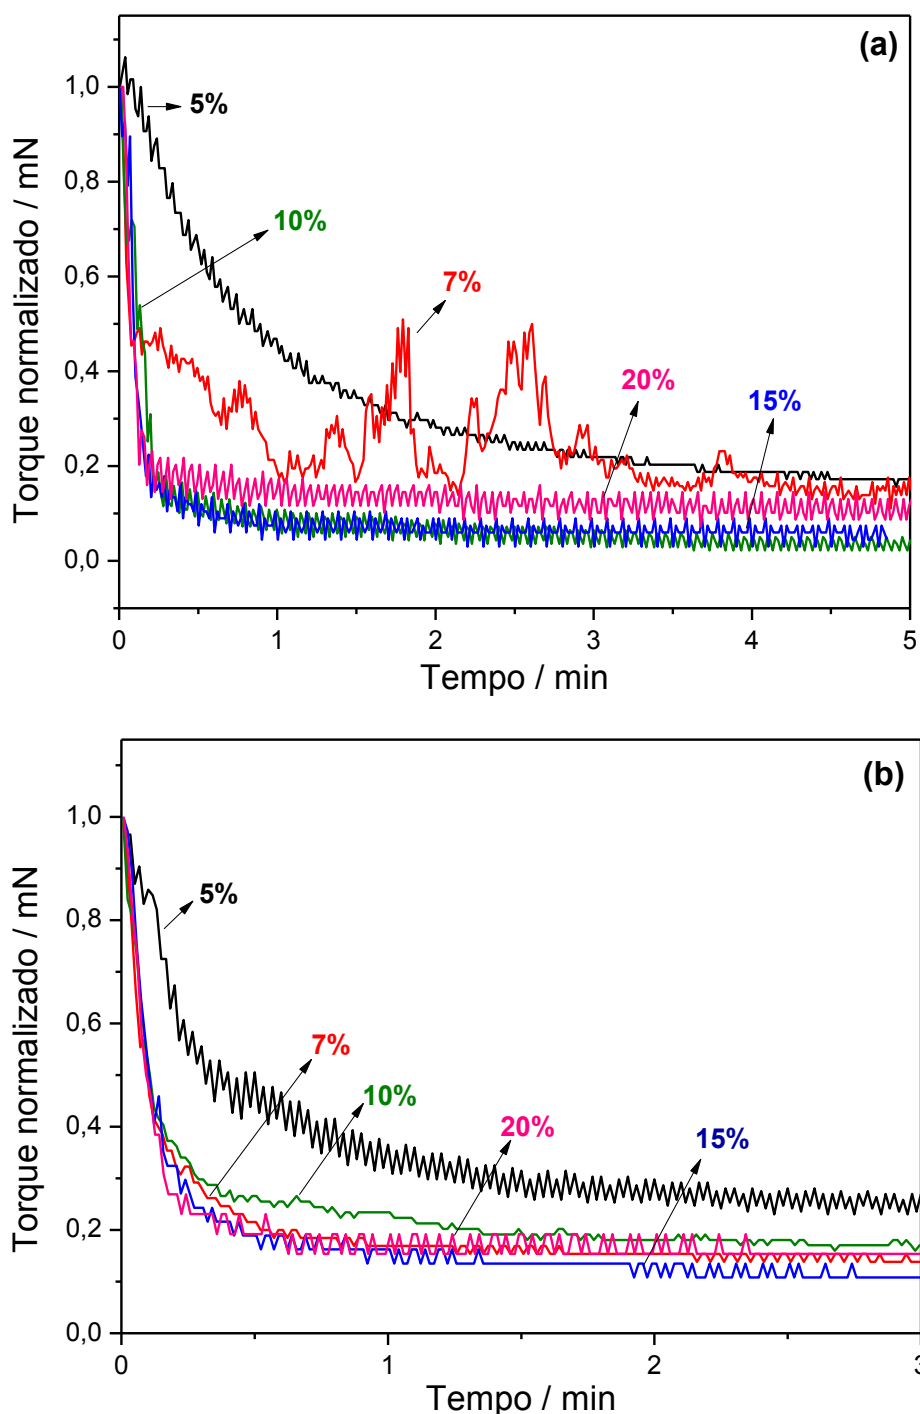 (a)
1,0
5%
0,8
10%
0,6
7%
0,4
20%
15%
0,2
0,0
0 1 2 3 4 5
Tempo / min
Torque normalizado / mN
(b)
1,0
5%
0,8
0,6
7%
10%
0,4
20%
15%
0,2
0,0
0 1 2 3
Tempo / min
Torque normalizado / mN